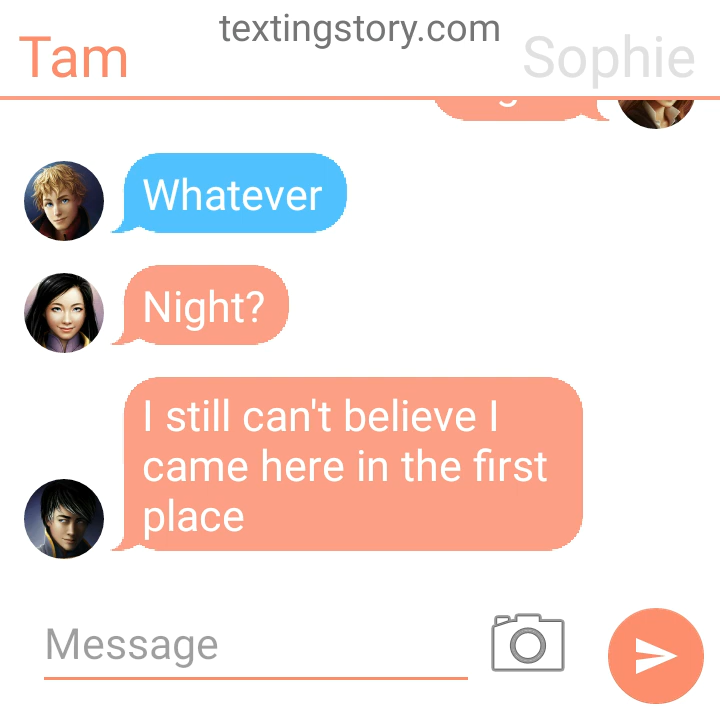 textingstory.com
Tam
Sophie
Whatever
Night?
I still can't believe I
came here in the first
place
Message